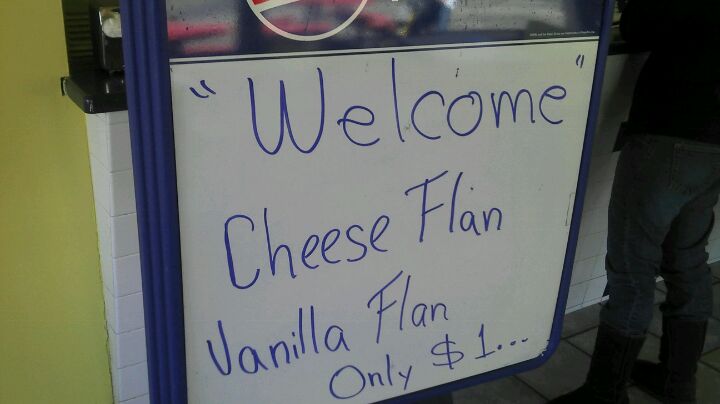 "Welcome"
Cheese Flan
Vanilla Flan
Only $1...